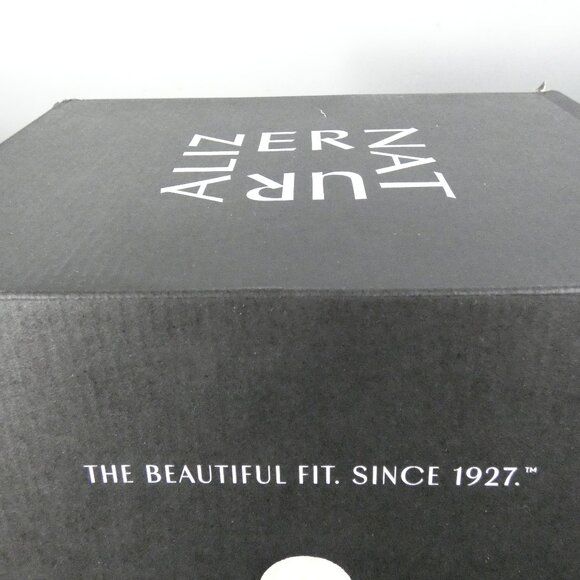 NATURALIZER
THE BEAUTIFUL FIT. SINCE 1927.™